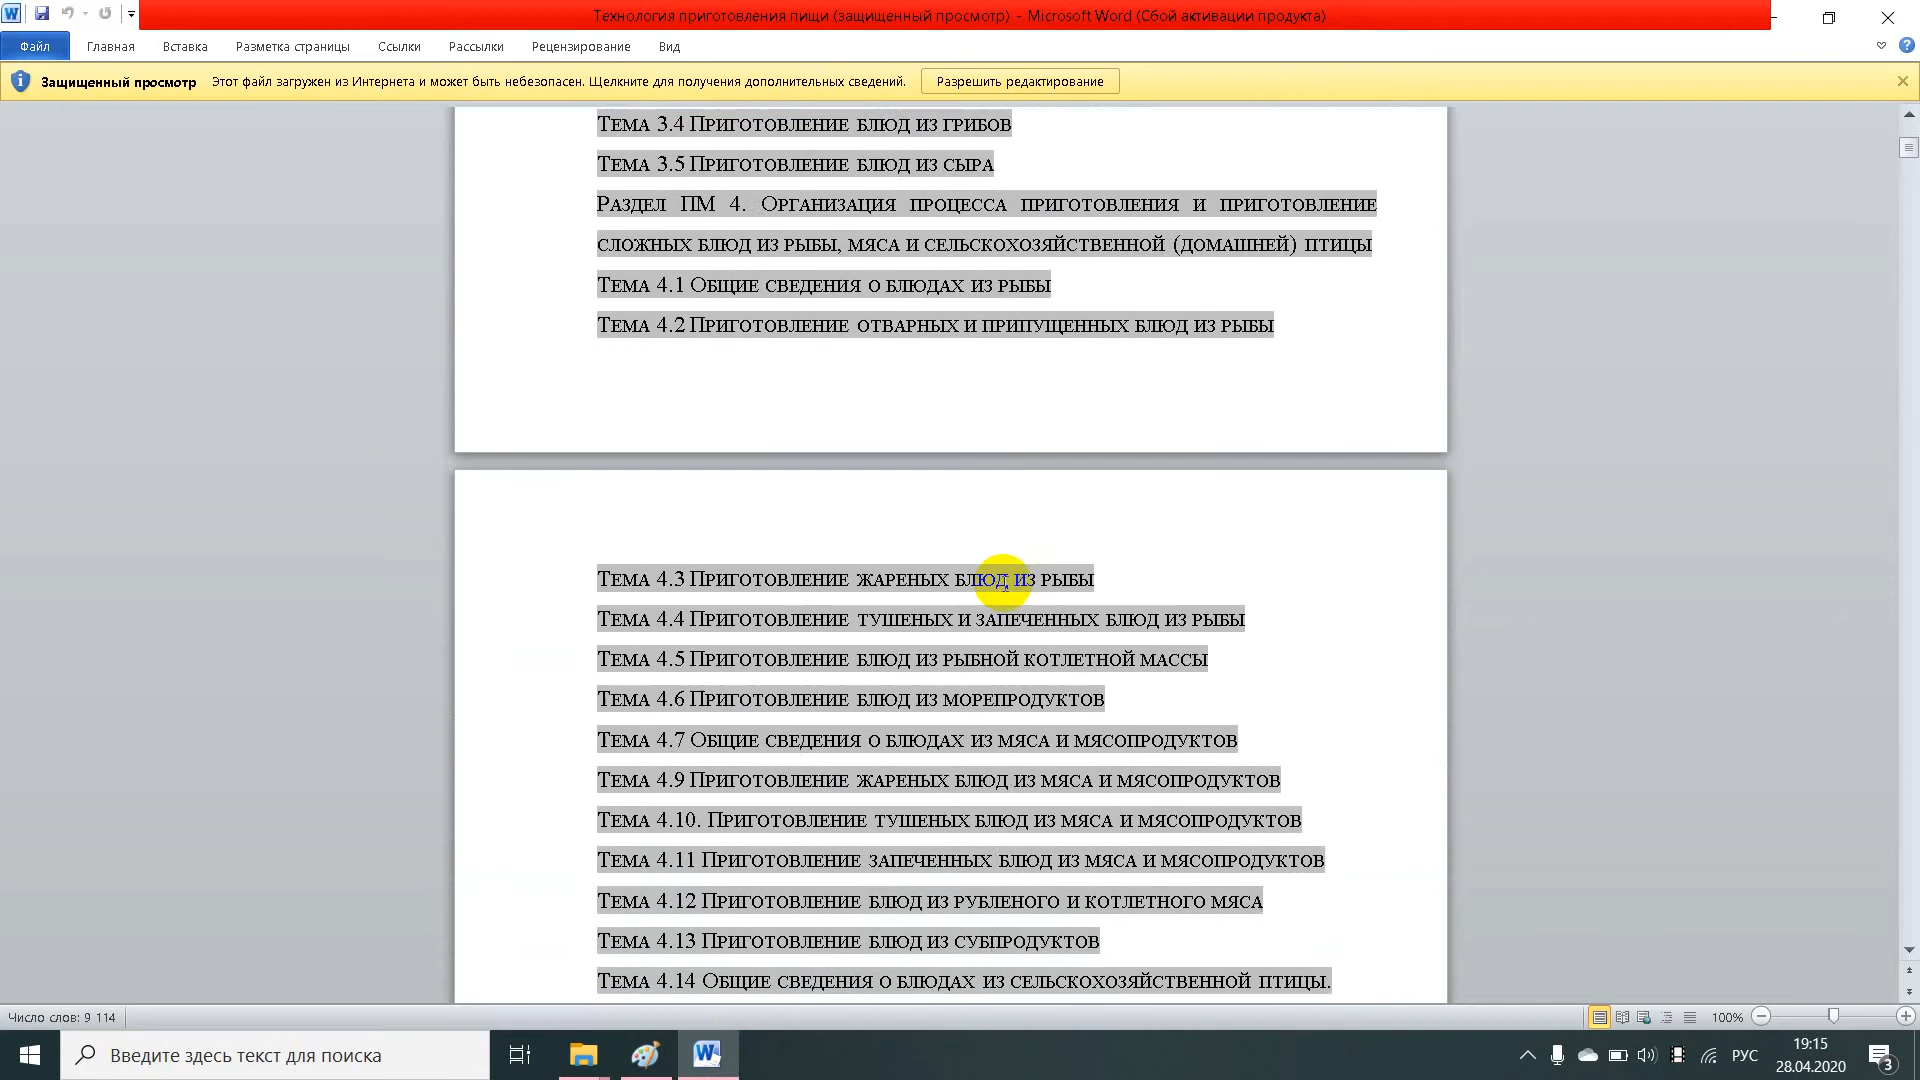 Технология приготовления пищи (защищенный просмотр) - Microsoft Word (Сбой активации продукта)
Файл Главная Вставка Разметка страницы Ссылки Рассылки Рецензирование Вид
Защищенный просмотр Этот файл загружен из Интернета и может быть небезопасен. Щелкните для получения дополнительных сведений. Разрешить редактирование
Тема 3.4 Приготовление блюд из грибов
Тема 3.5 Приготовление блюд из сыра
Раздел ПМ 4. Организация процесса приготовления и приготовление
сложных блюд из рыбы, мяса и сельскохозяйственной (домашней) птицы
Тема 4.1 Общие сведения о блюдах из рыбы
Тема 4.2 Приготовление отварных и припущенных блюд из рыбы
Тема 4.3 Приготовление жареных блюд из рыбы
Тема 4.4 Приготовление тушеных и запеченных блюд из рыбы
Тема 4.5 Приготовление блюд из рыбной котлетной массы
Тема 4.6 Приготовление блюд из морепродуктов
Тема 4.7 Общие сведения о блюдах из мяса и мясопродуктов
Тема 4.9 Приготовление жареных блюд из мяса и мясопродуктов
Тема 4.10. Приготовление тушеных блюд из мяса и мясопродуктов
Тема 4.11 Приготовление запеченных блюд из мяса и мясопродуктов
Тема 4.12 Приготовление блюд из рубленого и котлетного мяса
Тема 4.13 Приготовление блюд из субпродуктов
Тема 4.14 Общие сведения о блюдах из сельскохозяйственной птицы.
Число слов: 9 114 100%
Введите здесь текст для поиска РУС 19:15
28.04.2020 3